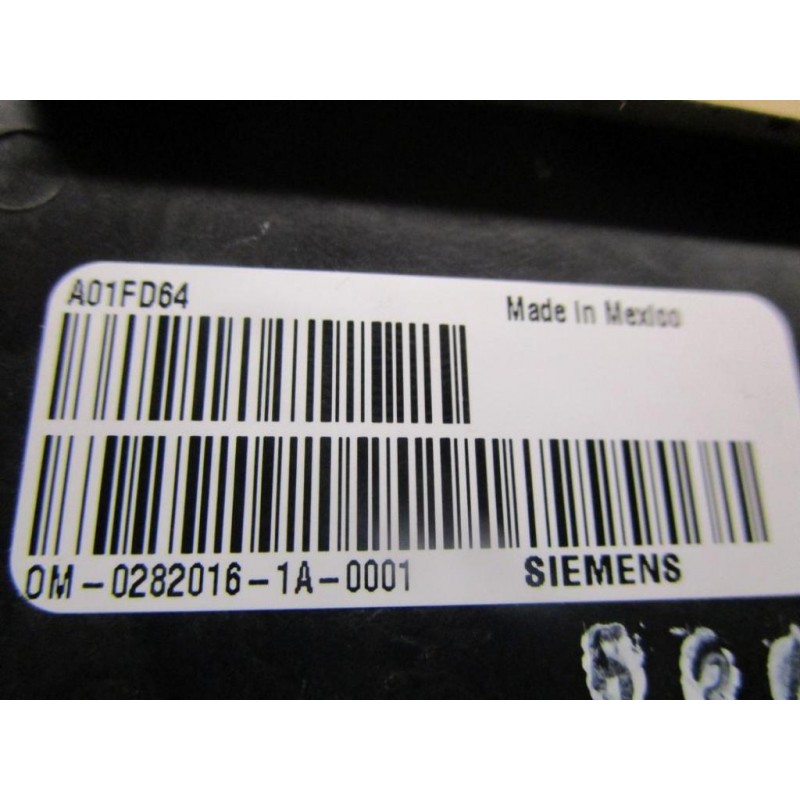 A01FD64
Made In Mexico
OM-0282016-1A-0001
SIEMENS